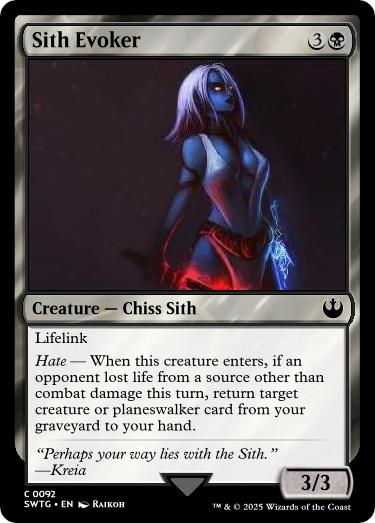 Sith Evoker 3
Creature — Chiss Sith
Lifelink
Hate — When this creature enters, if an
opponent lost life from a source other than
combat damage this turn, return target
creature or planeswalker card from your
graveyard to your hand.
“Perhaps your way lies with the Sith.”
—Kreia
3/3
C 0092
SWTG • EN Raikoh
™ & © 2025 Wizards of the Coast